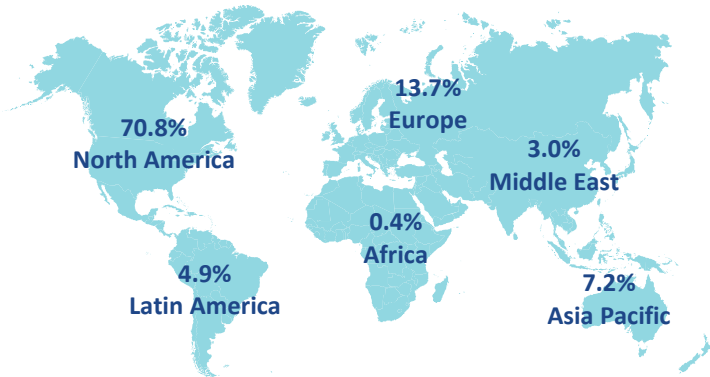 13.7%
Europe
70.8%
North America
3.0%
Middle East
0.4%
Africa
4.9%
Latin America
7.2%
Asia Pacific